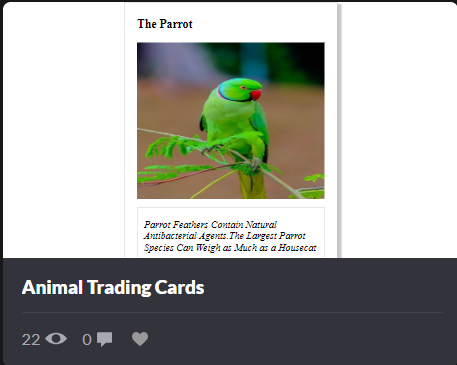 The Parrot
Parrot Feathers Contain Natural
Antibacterial Agents.The Largest Parrot
Species Can Weigh as Much as a Housecat
Animal Trading Cards
22 0